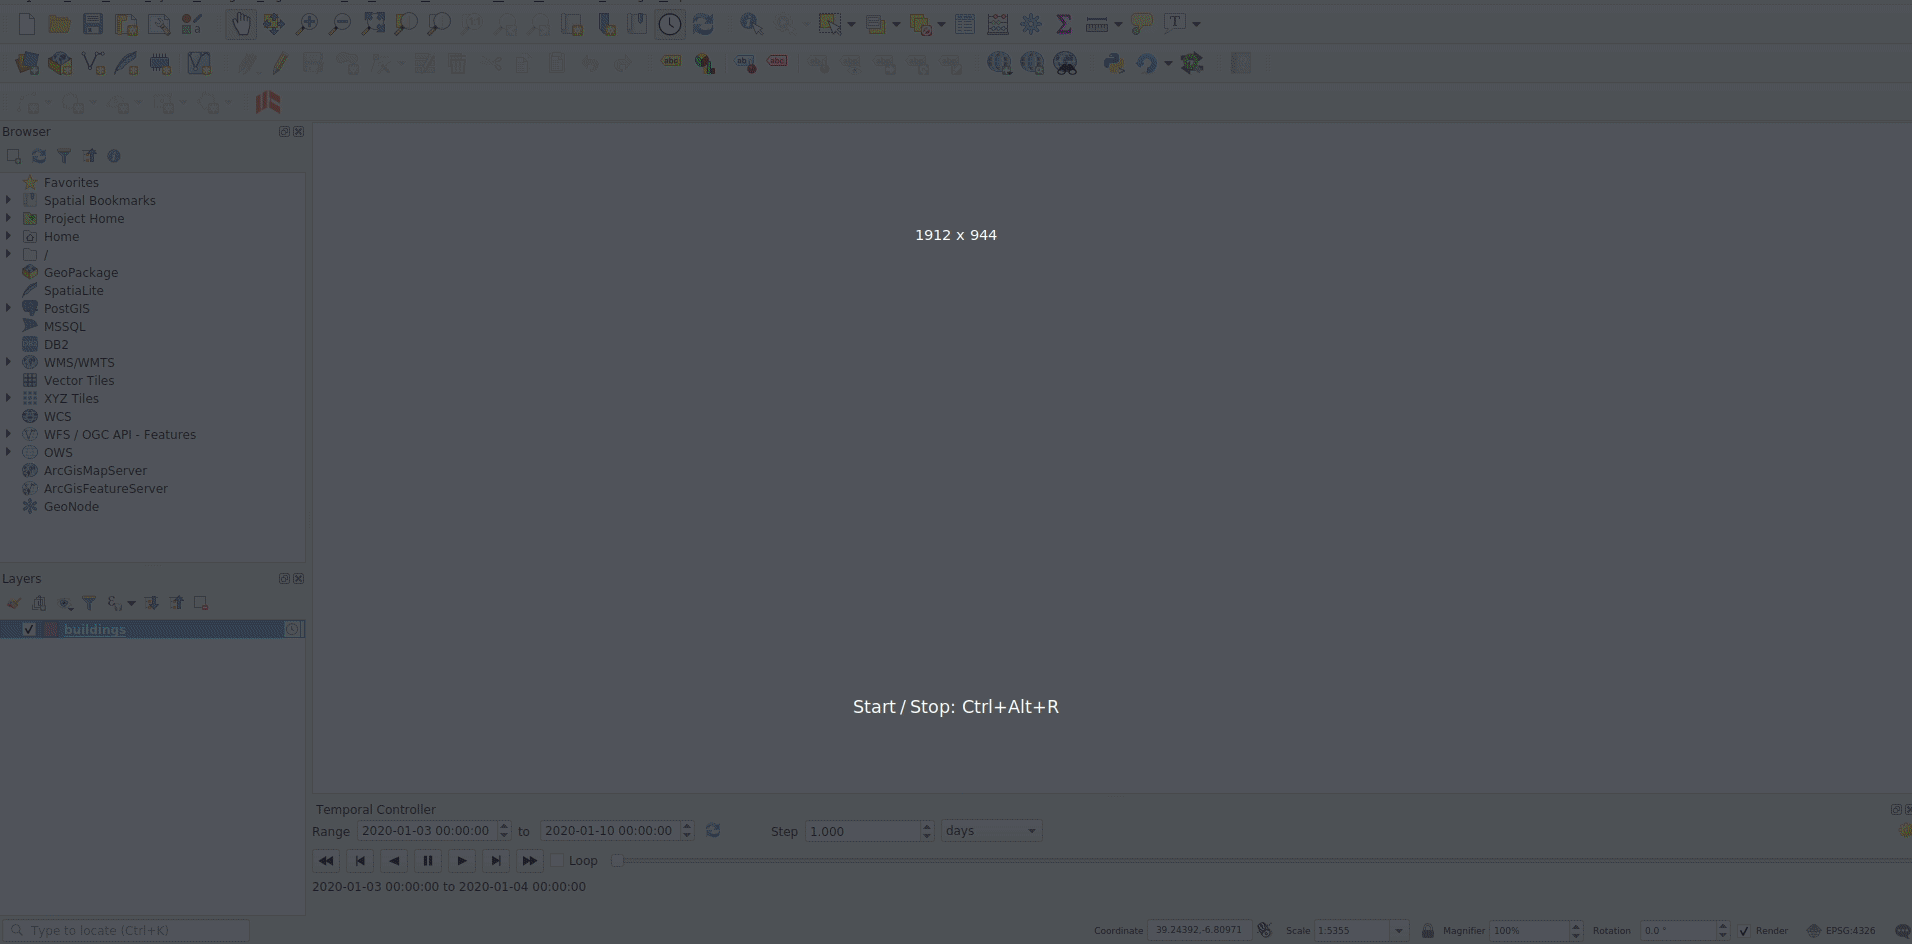 Browser
Favorites
Spatial Bookmarks
Project Home
Home
/
GeoPackage
SpatiaLite
PostGIS
MSSQL
DB2
WMS/WMTS
Vector Tiles
XYZ Tiles
WCS
WFS / OGC API - Features
OWS
ArcGisMapServer
ArcGisFeatureServer
GeoNode
1912 x 944
Layers
buildings
Start / Stop: Ctrl+Alt+R
Temporal Controller
Range 2020-01-03 00:00:00 to 2020-01-10 00:00:00 Step 1.000 days
Loop
2020-01-03 00:00:00 to 2020-01-04 00:00:00
Type to locate (Ctrl+K) Coordinate 39.24392,-6.80971 Scale 1:5355 Magnifier 100% Rotation 0.0 ° Render EPSG:4326